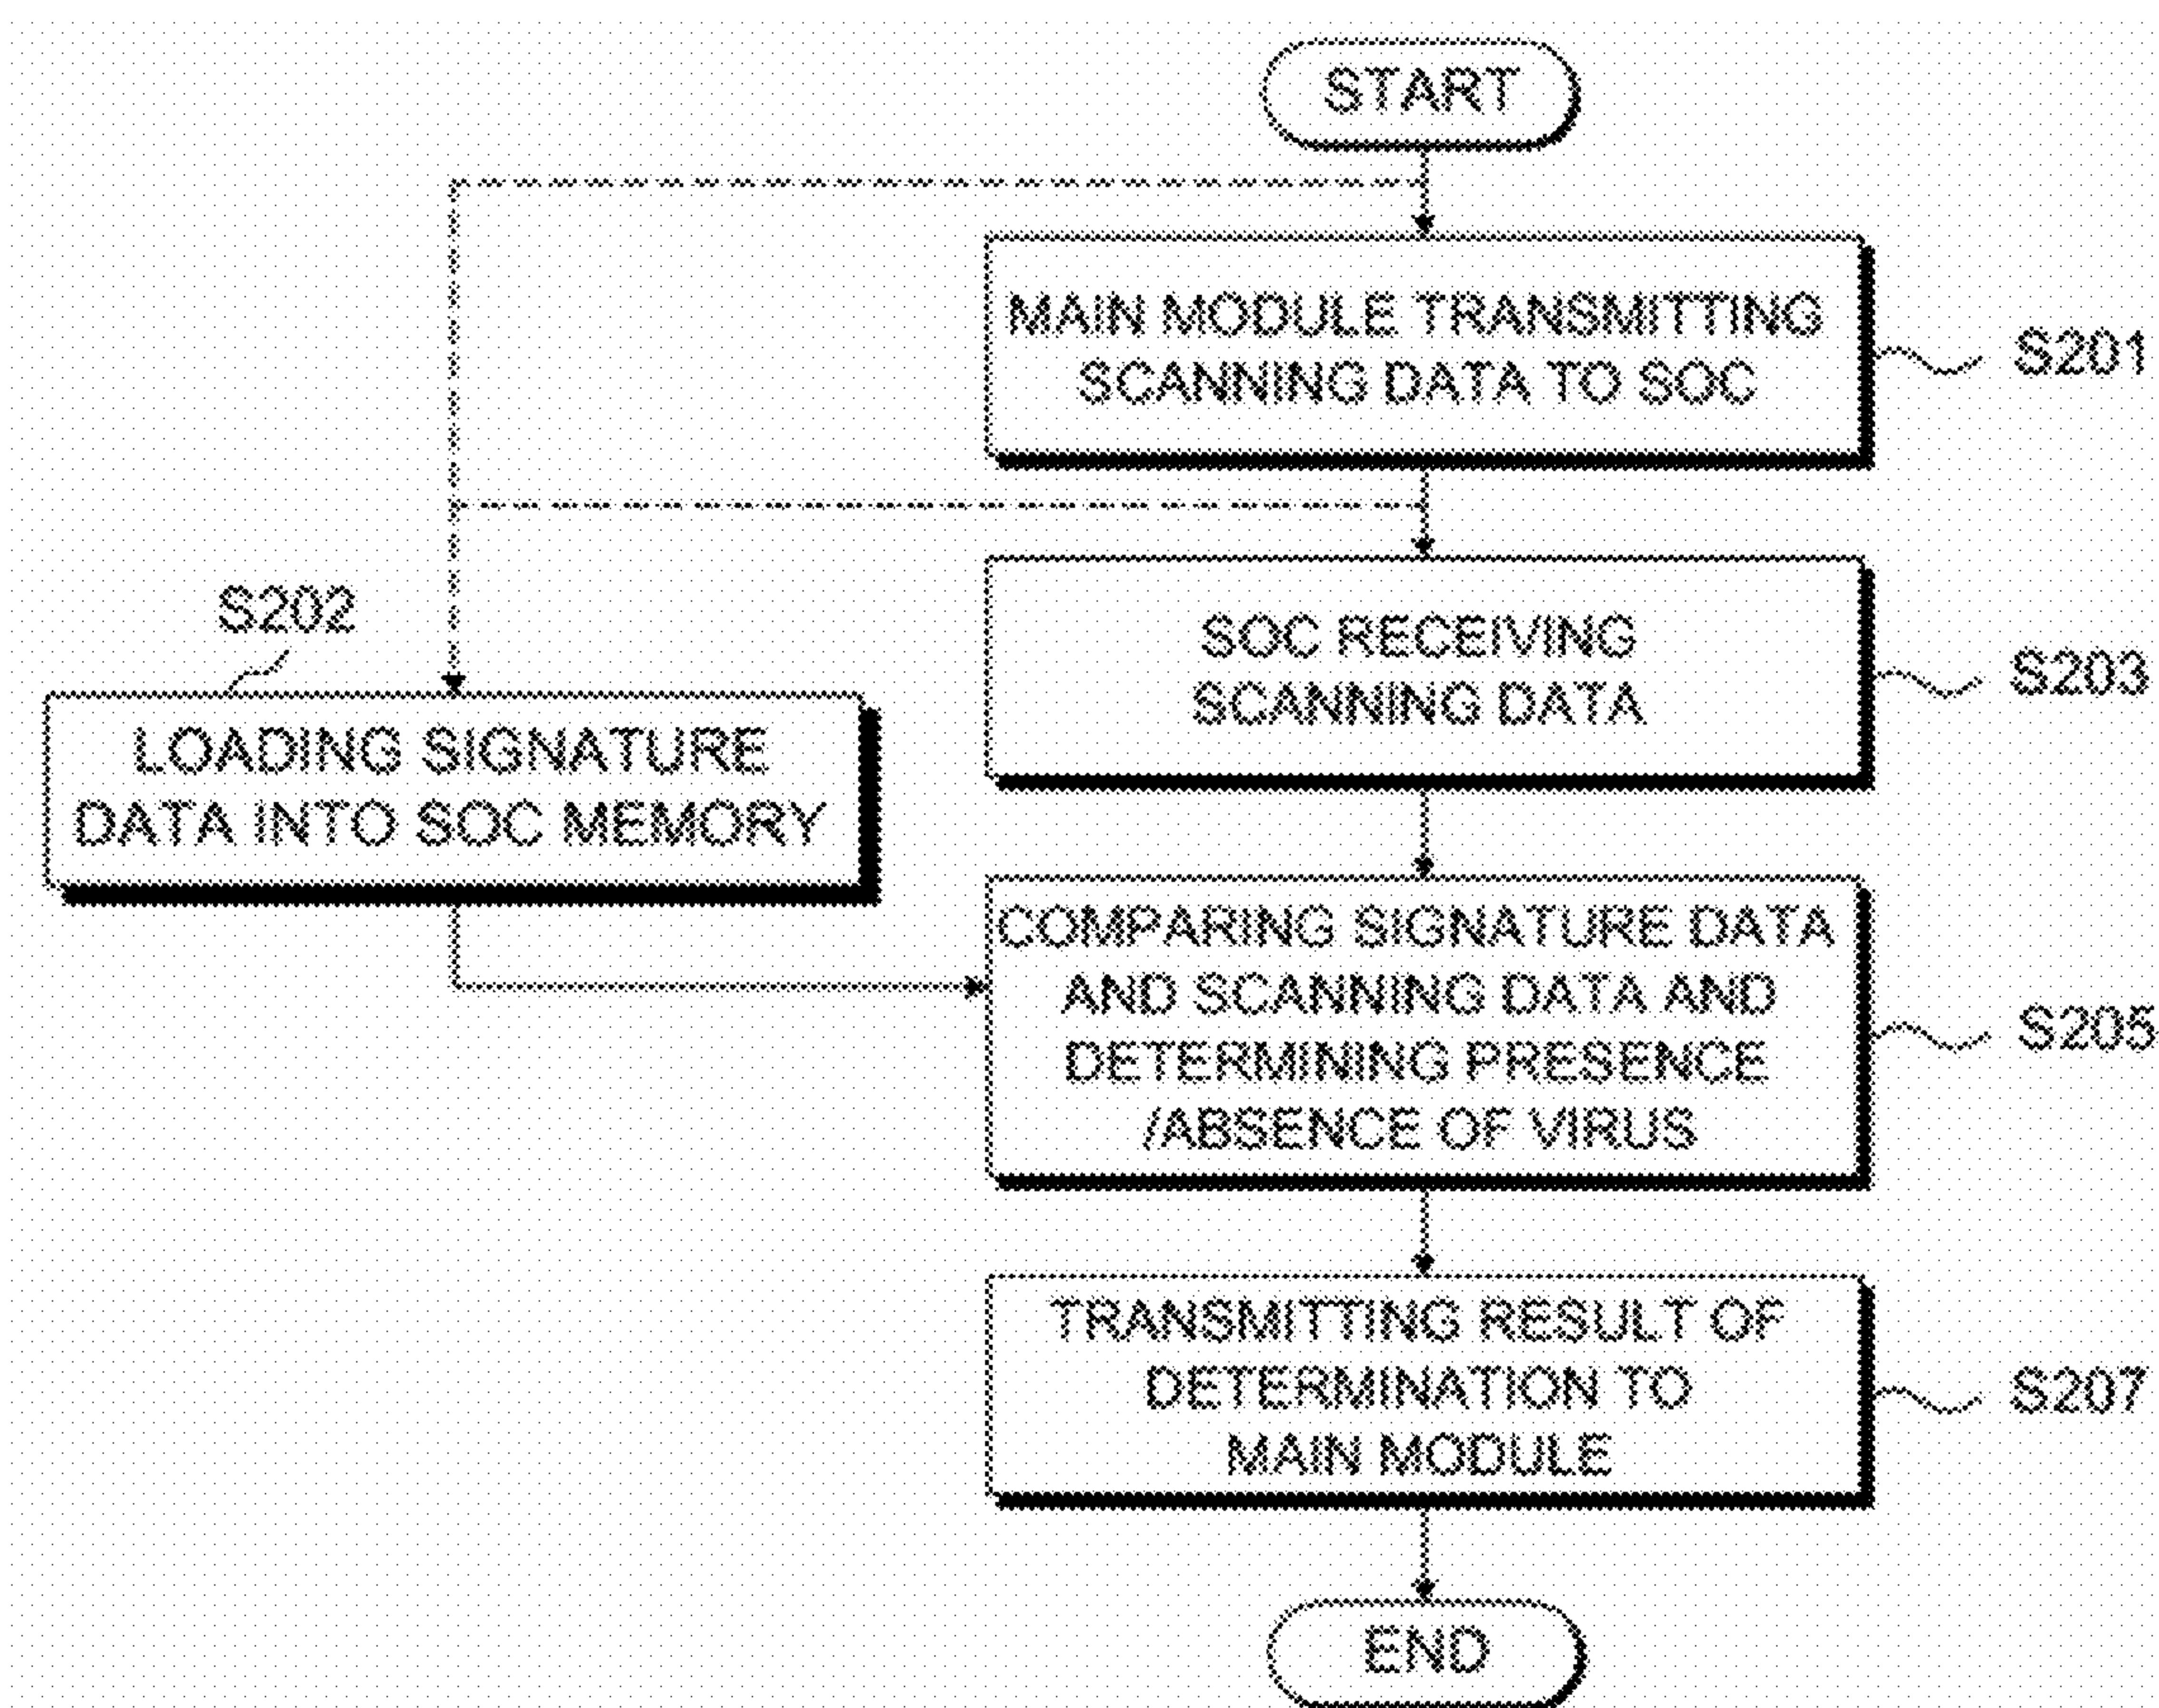 START
MAIN MODULE TRANSMITTING
SCANNING DATA TO SOC
S201
S202
LOADING SIGNATURE
DATA INTO SOC MEMORY
SOC RECEIVING
SCANNING DATA
S203
COMPARING SIGNATURE DATA
AND SCANNING DATA AND
DETERMINING PRESENCE
/ABSENCE OF VIRUS
S205
TRANSMITTING RESULT OF
DETERMINATION TO
MAIN MODULE
S207
END